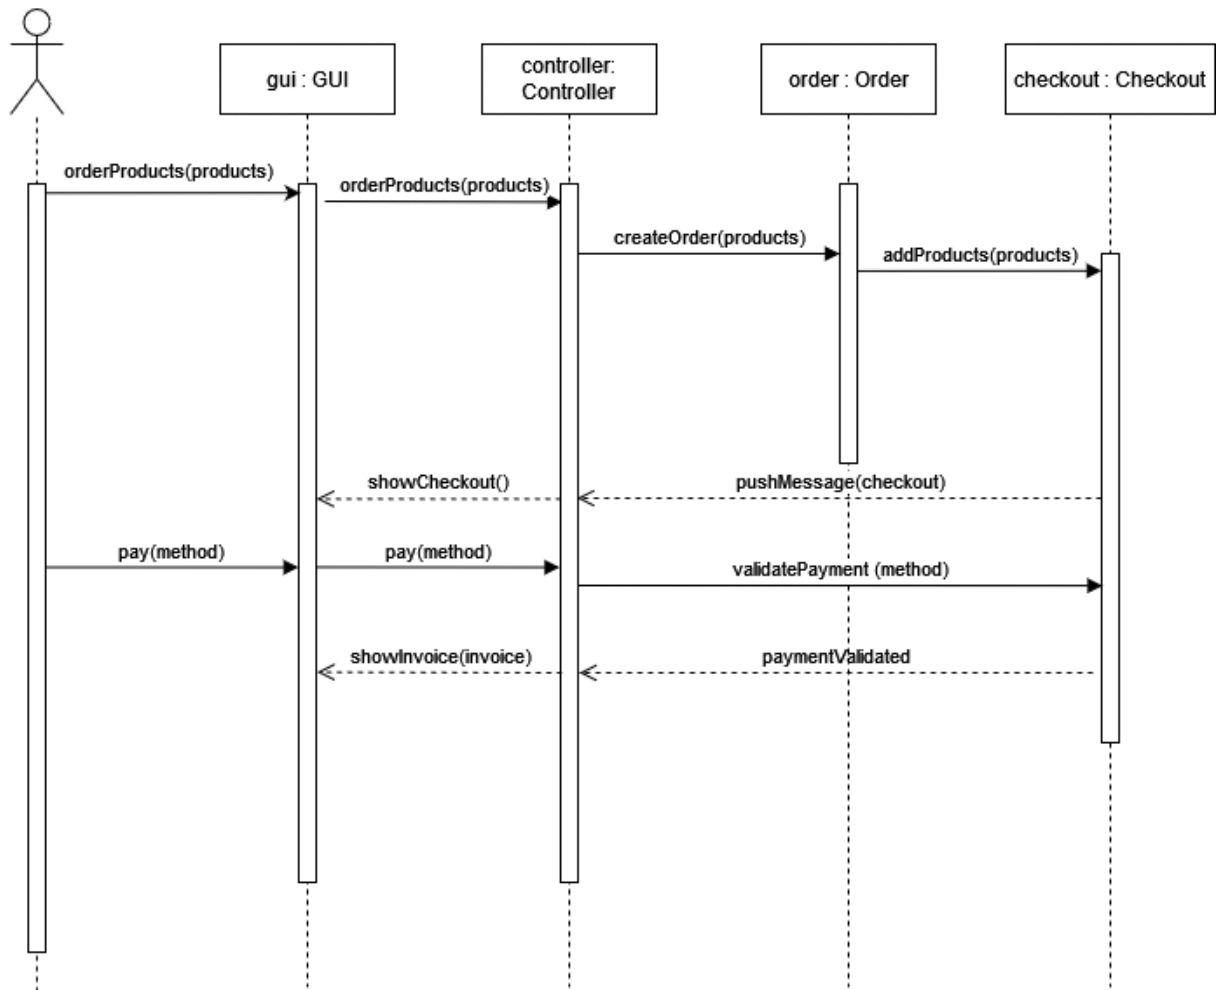 gui : GUI
controller:
Controller
order : Order
checkout : Checkout
orderProducts(products)
orderProducts(products)
createOrder(products)
addProducts(products)
showCheckout()
pushMessage(checkout)
pay(method)
pay(method)
validatePayment (method)
showInvoice(invoice)
paymentValidated